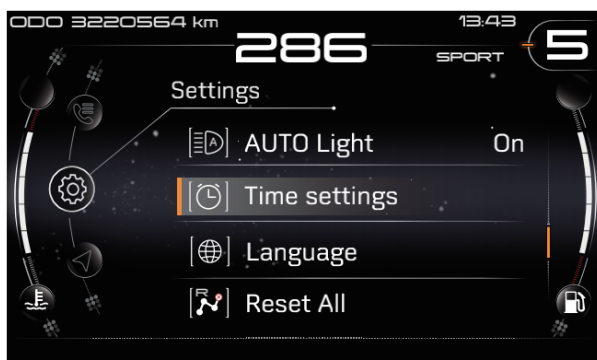 ODO 3220564 km
286
13:43
SPORT
5
Settings
AUTO Light On
Time settings
Language
R Reset All